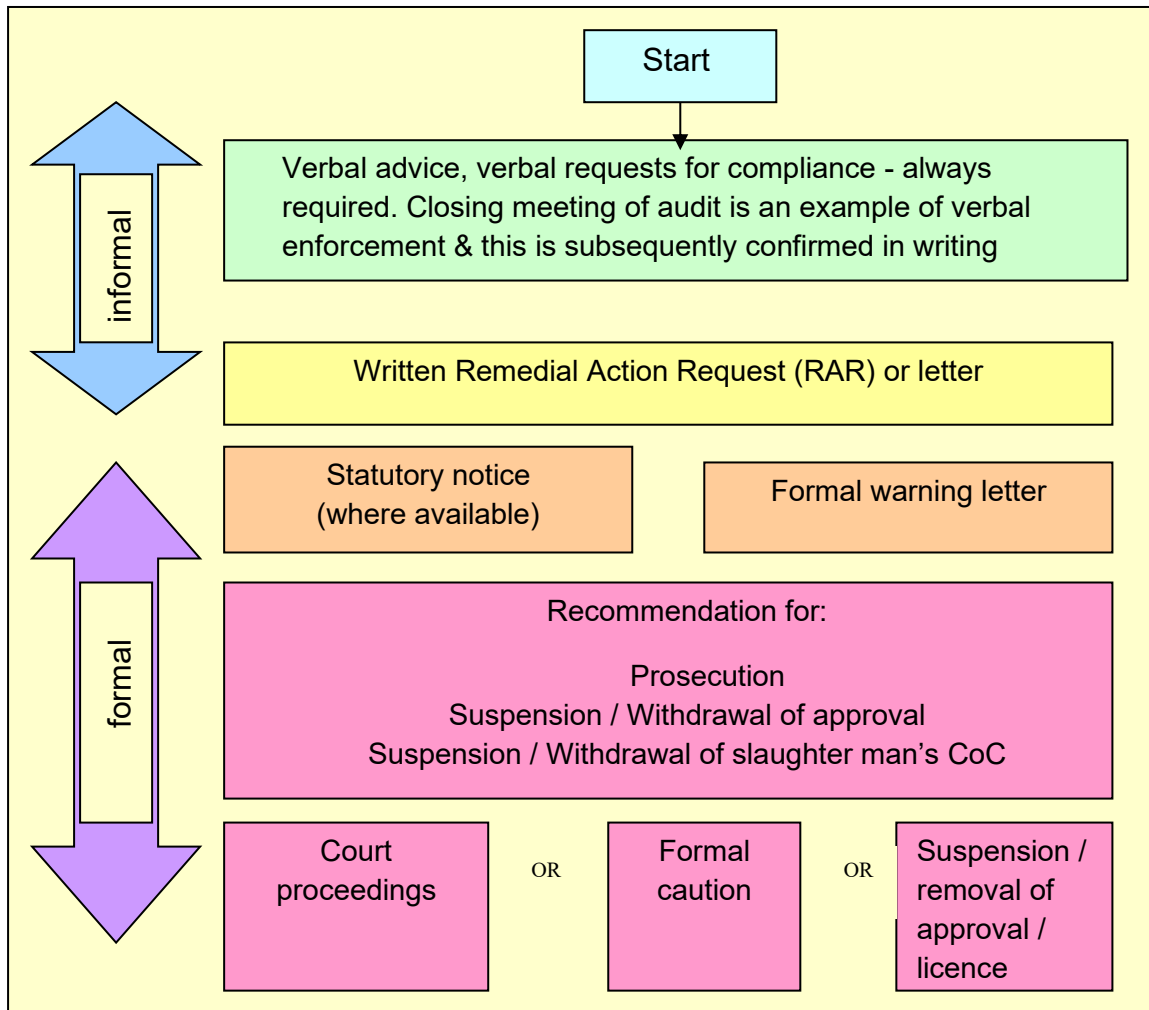 Start
Verbal advice, verbal requests for compliance - always
required. Closing meeting of audit is an example of verbal
enforcement & this is subsequently confirmed in writing
informal
Written Remedial Action Request (RAR) or letter
Statutory notice
(where available)
Formal warning letter
formal
Recommendation for:
Prosecution
Suspension / Withdrawal of approval
Suspension / Withdrawal of slaughter man’s CoC
Court
proceedings
OR
Formal
caution
OR
Suspension /
removal of
approval /
licence